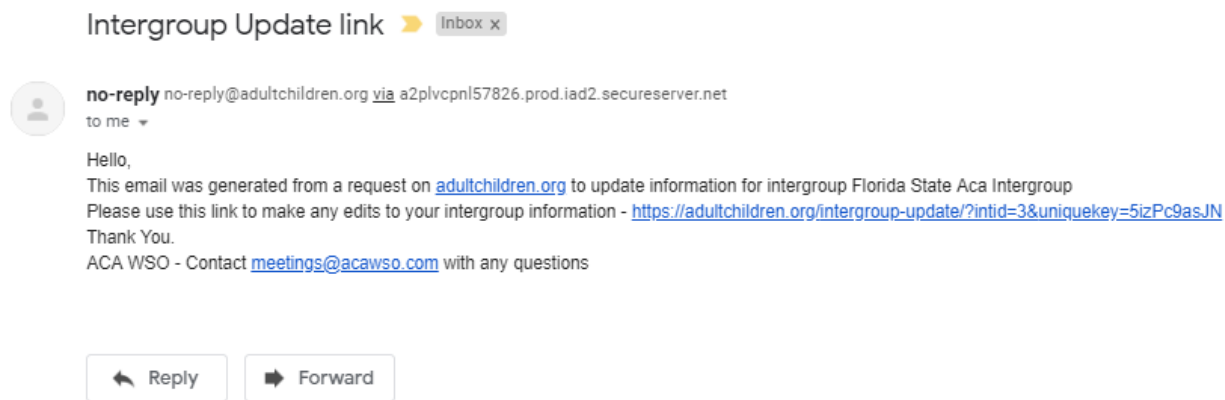 Intergroup Update link Inbox x
no-reply no-reply@adultchildren.org via a2plvcpnl57826.prod.iad2.secureserver.net
to me
Hello,
This email was generated from a request on adultchildren.org to update information for intergroup Florida State Aca Intergroup
Please use this link to make any edits to your intergroup information - https://adultchildren.org/intergroup-update/?intid=3&uniquekey=5izPc9asJN
Thank You.
ACA WSO - Contact meetings@acawso.com with any questions
Reply Forward